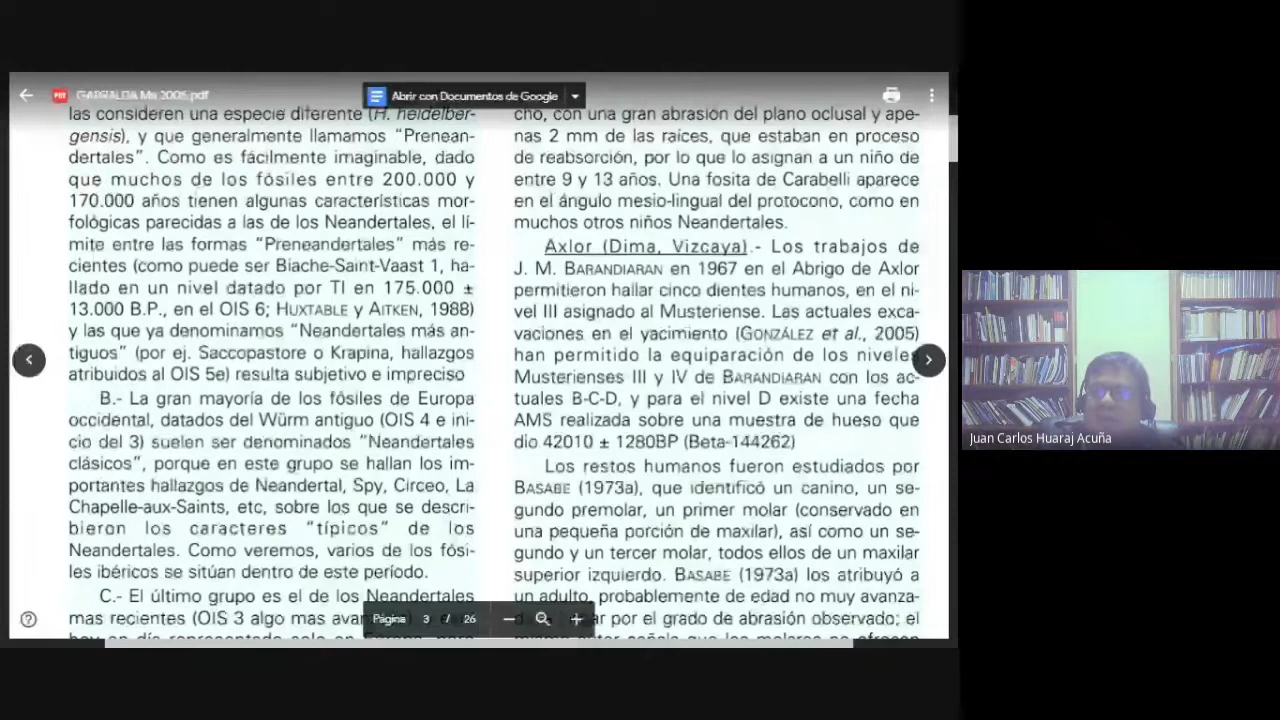 GARRALDA Mª 2005.pdf
Abrir con Documentos de Google
las consideren una especie diferente (H. heidelber-
gensis), y que generalmente llamamos "Prenean-
dertales". Como es fácilmente imaginable, dado
que muchos de los fósiles entre 200.000 y
170.000 años tienen algunas características mor-
fológicas parecidas a las de los Neandertales, el lí-
mite entre las formas "Preneandertales" más re-
cientes (como puede ser Biache-Saint-Vaast 1, ha-
llado en un nivel datado por TI en 175.000 ±
13.000 B.P., en el OIS 6; HUXTABLE y AITKEN, 1988)
y las que ya denominamos "Neandertales más an-
tiguos" (por ej. Saccopastore o Krapina, hallazgos
atribuidos al OIS 5e) resulta subjetivo e impreciso
B.- La gran mayoría de los fósiles de Europa
occidental, datados del Würm antiguo (OIS 4 e ini-
cio del 3) suelen ser denominados "Neandertales
clásicos", porque en este grupo se hallan los im-
portantes hallazgos de Neandertal, Spy, Circeo, La
Chapelle-aux-Saints, etc, sobre los que se descri-
bieron los caracteres "típicos" de los
Neandertales. Como veremos, varios de los fósi-
les ibéricos se sitúan dentro de este período.
C.- El último grupo es el de los Neandertales
mas recientes (OIS 3 algo mas
cho, con una gran abrasión del plano oclusal y ape-
nas 2 mm de las raíces, que estaban en proceso
de reabsorción, por lo que lo asignan a un niño de
entre 9 y 13 años. Una fosita de Carabelli aparece
en el ángulo mesio-lingual del protocono, como en
muchos otros niños Neandertales.
Axlor (Dima, Vizcaya).- Los trabajos de
J. M. BARANDIARAN en 1967 en el Abrigo de Axlor
permitieron hallar cinco dientes humanos, en el ni-
vel III asignado al Musteriense. Las actuales exca-
vaciones en el yacimiento (GONZÁLEZ et al., 2005)
han permitido la equiparación de los niveles
Musterienses III y IV de BARANDIARAN con los ac-
tuales B-C-D, y para el nivel D existe una fecha
AMS realizada sobre una muestra de hueso que
dio 42010 ± 1280BP (Beta-144262)
Los restos humanos fueron estudiados por
BASABE (1973a), que identificó un canino, un se-
gundo premolar, un primer molar (conservado en
una pequeña porción de maxilar), así como un se-
gundo y un tercer molar, todos ellos de un maxilar
superior izquierdo. BASABE (1973a) los atribuyó a
un adulto, probablemente de edad no muy avanza-
por el grado de abrasión observado; el
Página 3 / 26
Juan Carlos Huaraj Acuña